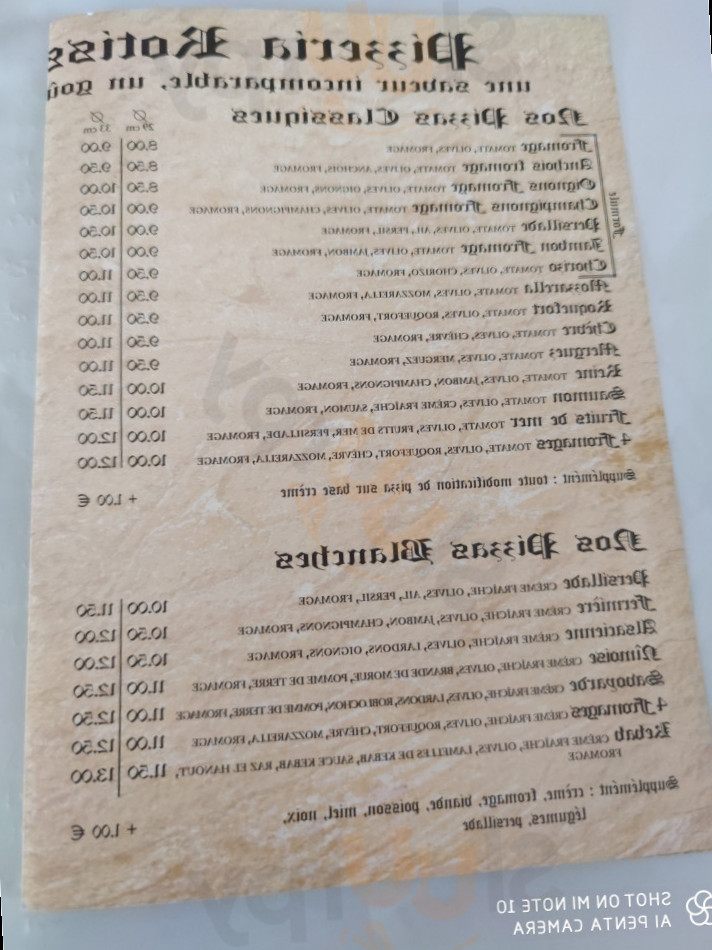 Pizzeria Rotiss
une saveur incomparable, un goû
Nos Pizzas Classiques
Ø 29 cm Ø 33 cm
Formule
Fromage TOMATE, OLIVES, FROMAGE 8.00 9.00
Anchois fromage TOMATE, OLIVES, ANCHOIS, FROMAGE 8.50 9.50
Oignons Fromage TOMATE, OLIVES, OIGNONS, FROMAGE 8.50 10.00
Champignons Fromage TOMATE, OLIVES, CHAMPIGNONS, FROMAGE 9.00 10.50
Persillade TOMATE, OLIVES, AIL, PERSIL, FROMAGE 9.00 10.50
Jambon Fromage TOMATE, OLIVES, JAMBON, FROMAGE 9.00 10.50
Chorizo TOMATE, OLIVES, CHORIZO, FROMAGE 9.50 11.00
Mozzarella TOMATE, OLIVES, MOZZARELLA, FROMAGE 9.50 11.00
Roquefort TOMATE, OLIVES, ROQUEFORT, FROMAGE 9.50 11.00
Chèvre TOMATE, OLIVES, CHÈVRE, FROMAGE 9.50 11.00
Merguez TOMATE, OLIVES, MERGUEZ, FROMAGE 9.50 11.00
Reine TOMATE, OLIVES, JAMBON, CHAMPIGNONS, FROMAGE 10.00 11.50
Saumon TOMATE, OLIVES, CRÈME FRAÎCHE, SAUMON, FROMAGE 10.00 11.50
Fruits de mer TOMATE, OLIVES, FRUITS DE MER, PERSILLADE, FROMAGE 10.00 12.00
4 Fromages TOMATE, OLIVES, ROQUEFORT, CHÈVRE, MOZZARELLA, FROMAGE 10.00 12.00
Supplément : toute modification de pizza sur base crème + 1.00 €
Nos Pizzas Blanches
Persillade CRÈME FRAÎCHE, OLIVES, AIL, PERSIL, FROMAGE 10.00 11.50
Fermière CRÈME FRAÎCHE, OLIVES, JAMBON, CHAMPIGNONS, FROMAGE 10.50 12.00
Alsacienne CRÈME FRAÎCHE, OLIVES, LARDONS, OIGNONS, FROMAGE 10.50 12.00
Nîmoise CRÈME FRAÎCHE, OLIVES, BRANDE DE MORUE, POMME DE TERRE, FROMAGE 11.00 12.50
Savoyarde CRÈME FRAÎCHE, OLIVES, LARDONS, ROBLOCHON, POMME DE TERRE, FROMAGE 11.00 12.50
4 Fromages CRÈME FRAÎCHE, OLIVES, ROQUEFORT, CHÈVRE, MOZZARELLA, FROMAGE 11.00 12.50
Kebab CRÈME FRAÎCHE, OLIVES, LAMELLES DE KEBAB, SAUCE KEBAB, RAZ EL HANOUT, 11.50 13.00
FROMAGE
Supplément : crème, fromage, viande, poisson, miel, noix,
légumes, persillade + 1.00 €
SHOT ON MI NOTE 10
AI PENTA CAMERA